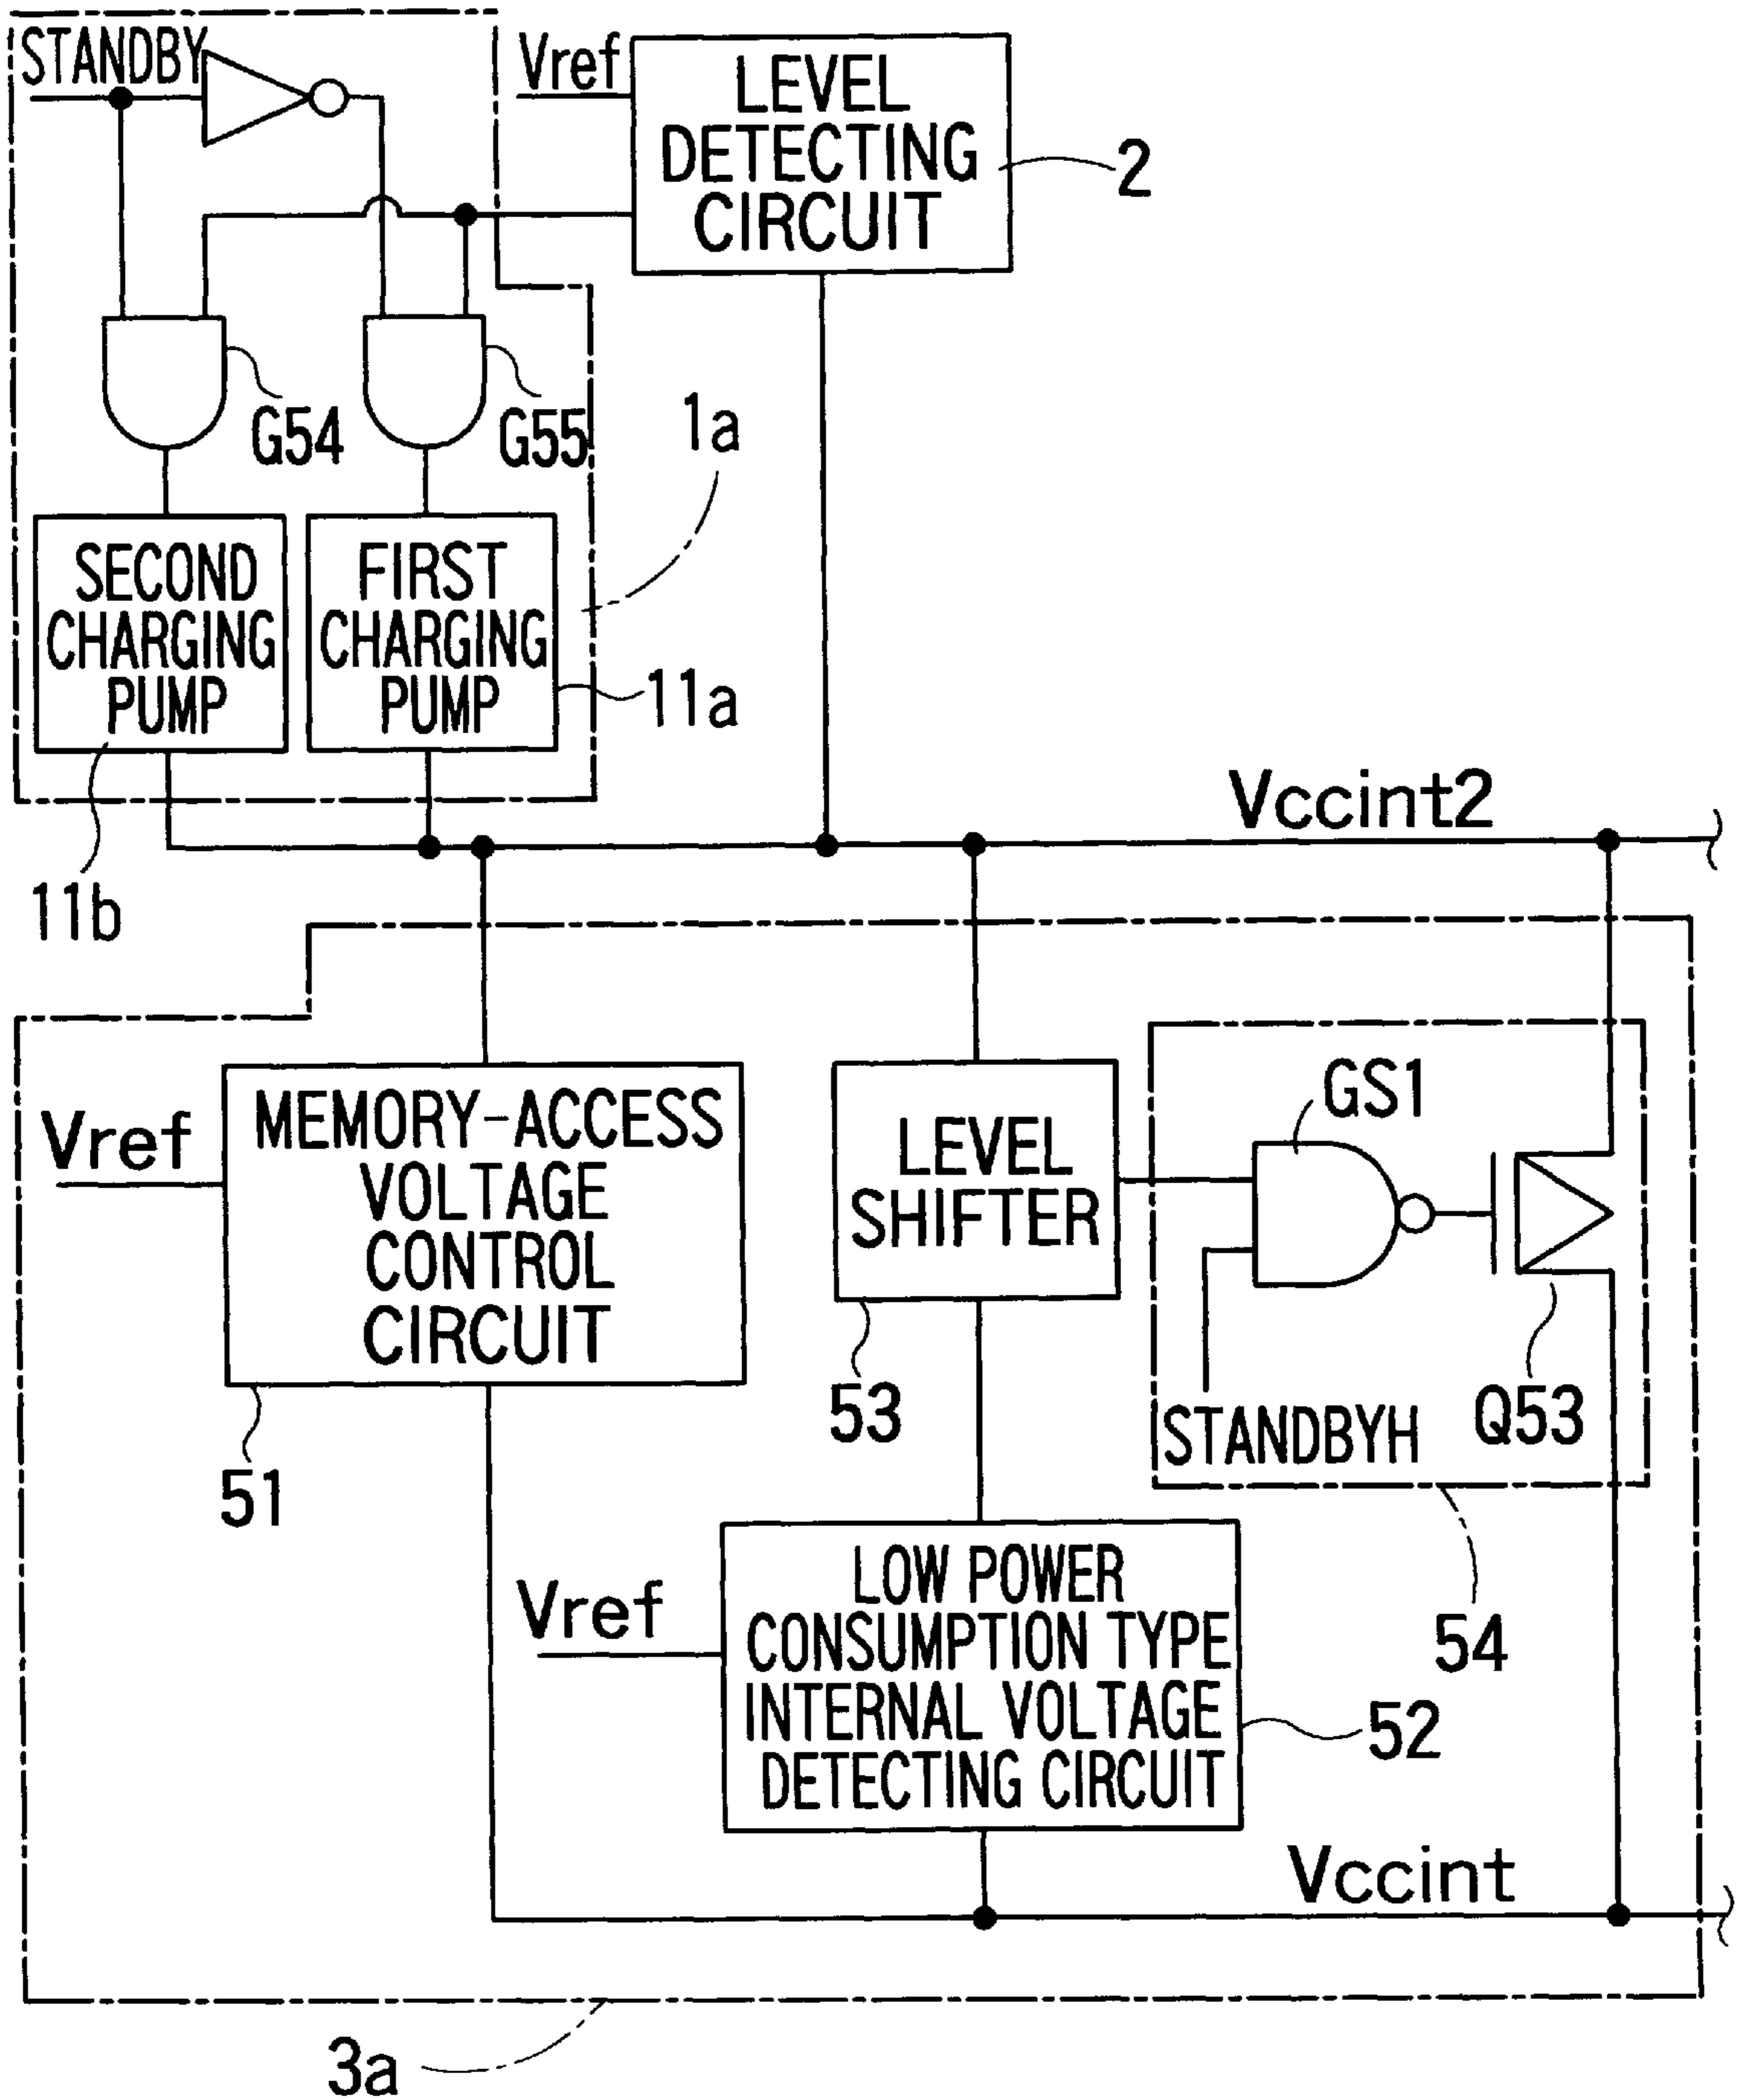 STANDBY
Vref
LEVEL
DETECTING
CIRCUIT
2
G54
G55
1a
SECOND
CHARGING
PUMP
FIRST
CHARGING
PUMP
11a
11b
Vccint2
MEMORY-ACCESS
VOLTAGE
CONTROL
CIRCUIT
Vref
51
LEVEL
SHIFTER
53
GS1
STANDBYH
Q53
54
Vref
LOW POWER
CONSUMPTION TYPE
INTERNAL VOLTAGE
DETECTING CIRCUIT
52
Vccint
3a